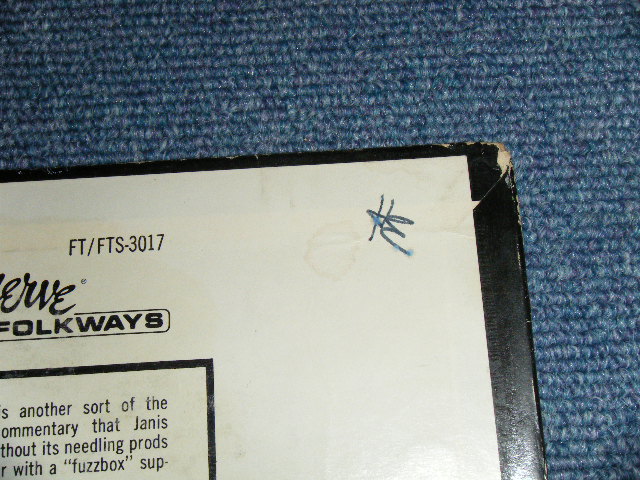 FT/FTS-3017
erve
FOLKWAYS
is another sort of the
ommentary that Janis
thout its needling prods
r with a "fuzzbox" sup-